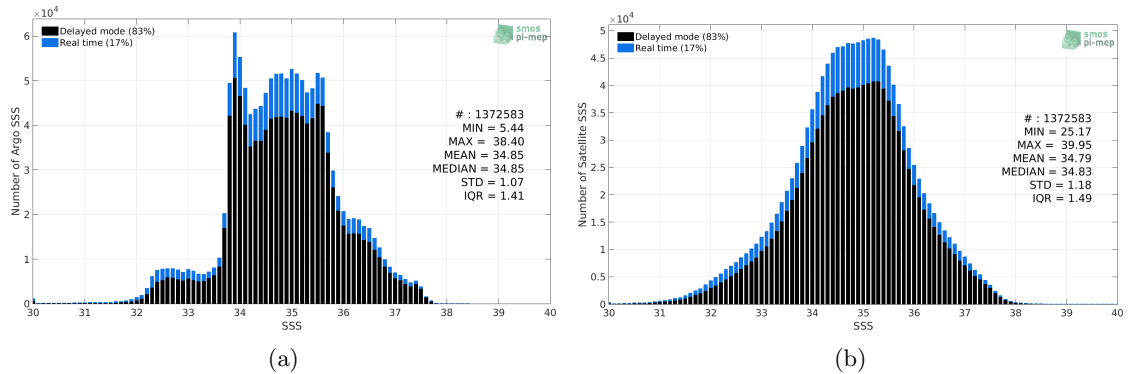 ×10^4
Delayed mode (83%)
Real time (17%)
smos
pi-mep
6
5
4
3
2
1
0
Number of Argo SSS
# : 1372583
MIN = 5.44
MAX = 38.40
MEAN = 34.85
MEDIAN = 34.85
STD = 1.07
IQR = 1.41
30 31 32 33 34 35 36 37 38 39 40
SSS
(a)
×10^4
Delayed mode (83%)
Real time (17%)
smos
pi-mep
5
4.5
4
3.5
3
2.5
2
1.5
1
0.5
0
Number of Satellite SSS
# : 1372583
MIN = 25.17
MAX = 39.95
MEAN = 34.79
MEDIAN = 34.83
STD = 1.18
IQR = 1.49
30 31 32 33 34 35 36 37 38 39 40
SSS
(b)